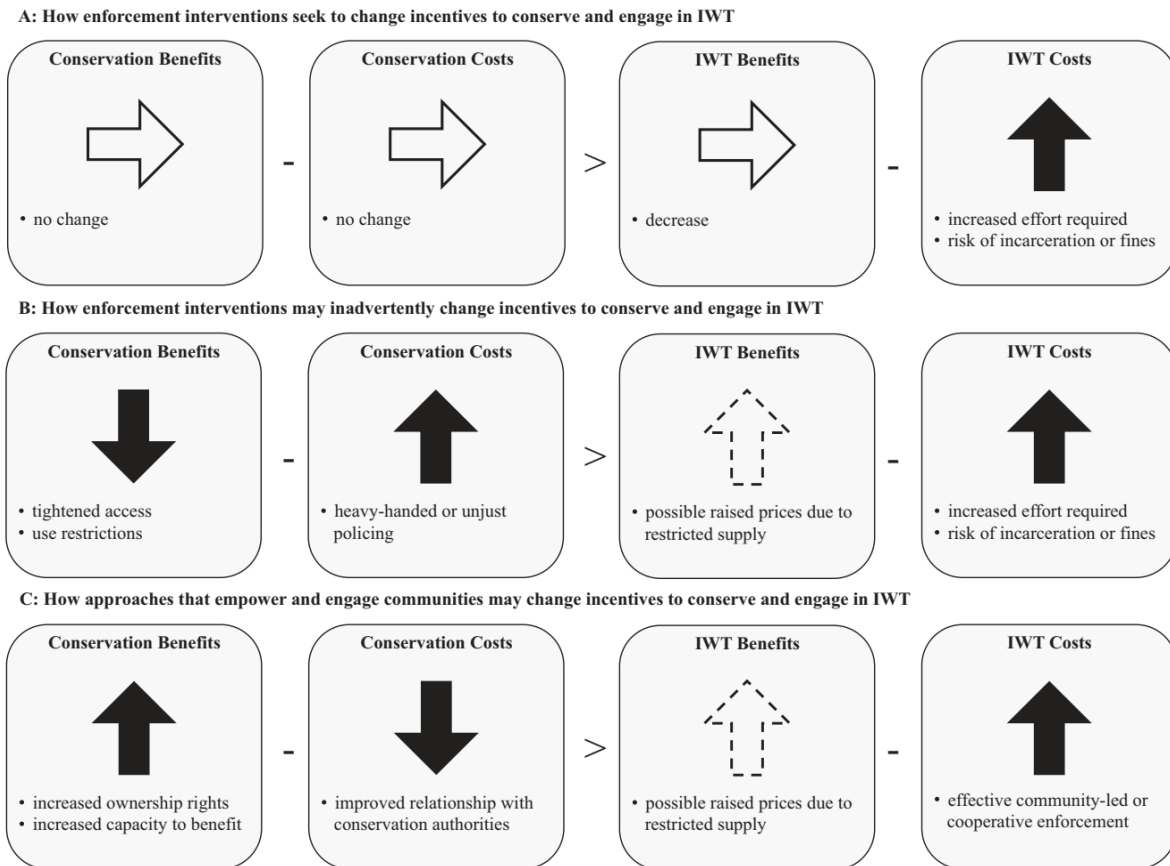 A: How enforcement interventions seek to change incentives to conserve and engage in IWT
Conservation Benefits
• no change
-
Conservation Costs
• no change
>
IWT Benefits
• decrease
-
IWT Costs
• increased effort required
• risk of incarceration or fines
B: How enforcement interventions may inadvertently change incentives to conserve and engage in IWT
Conservation Benefits
• tightened access
• use restrictions
-
Conservation Costs
• heavy-handed or unjust
policing
>
IWT Benefits
• possible raised prices due to
restricted supply
-
IWT Costs
• increased effort required
• risk of incarceration or fines
C: How approaches that empower and engage communities may change incentives to conserve and engage in IWT
Conservation Benefits
• increased ownership rights
• increased capacity to benefit
-
Conservation Costs
• improved relationship with
conservation authorities
>
IWT Benefits
• possible raised prices due to
restricted supply
-
IWT Costs
• effective community-led or
cooperative enforcement